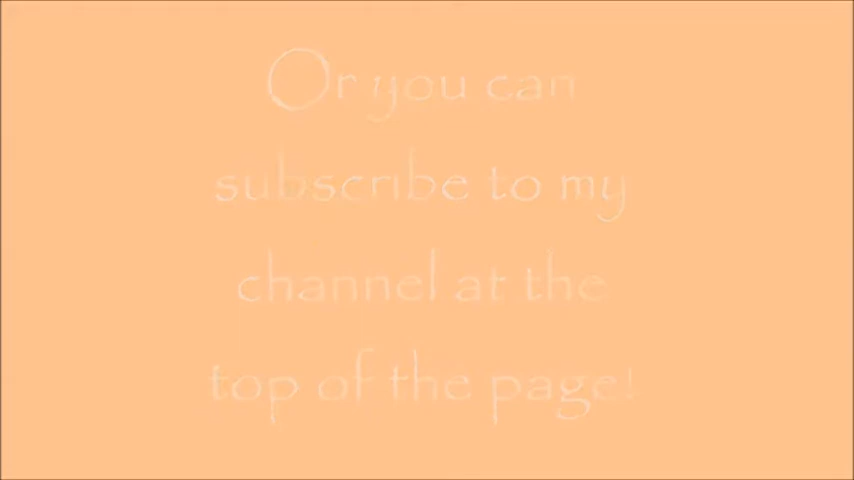 Or you can
subscribe to my
channel at the
top of the page!